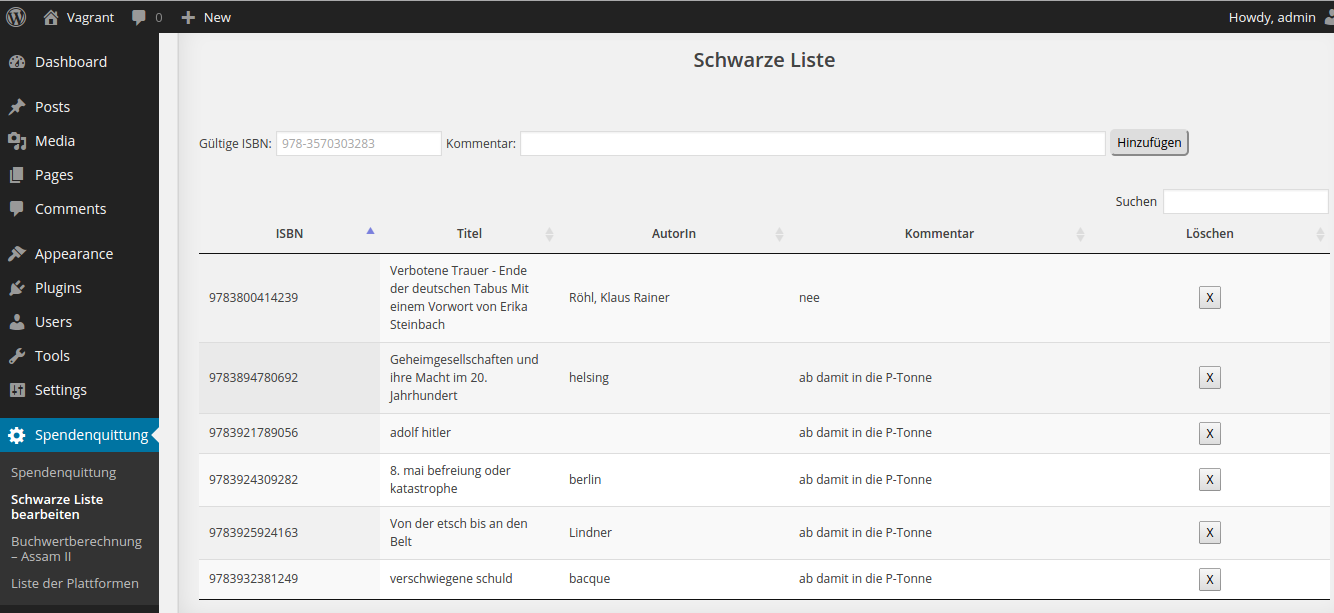 Vagrant 0 New Howdy, admin
Dashboard
Posts
Media
Pages
Comments
Appearance
Plugins
Users
Tools
Settings
Spendenquittung
Spendenquittung
Schwarze Liste
bearbeiten
Buchwertberechnung
– Assam II
Liste der Plattformen
Schwarze Liste
Gültige ISBN: 978-3570303283 Kommentar: Hinzufügen
Suchen
ISBN Titel AutorIn Kommentar Löschen
9783800414239 Verbotene Trauer - Ende
der deutschen Tabus Mit
einem Vorwort von Erika
Steinbach Röhl, Klaus Rainer nee X
9783894780692 Geheimgesellschaften und
ihre Macht im 20.
Jahrhundert helsing ab damit in die P-Tonne X
9783921789056 adolf hitler ab damit in die P-Tonne X
9783924309282 8. mai befreiung oder
katastrophe berlin ab damit in die P-Tonne X
9783925924163 Von der etsch bis an den
Belt Lindner ab damit in die P-Tonne X
9783932381249 verschwiegene schuld bacque ab damit in die P-Tonne X